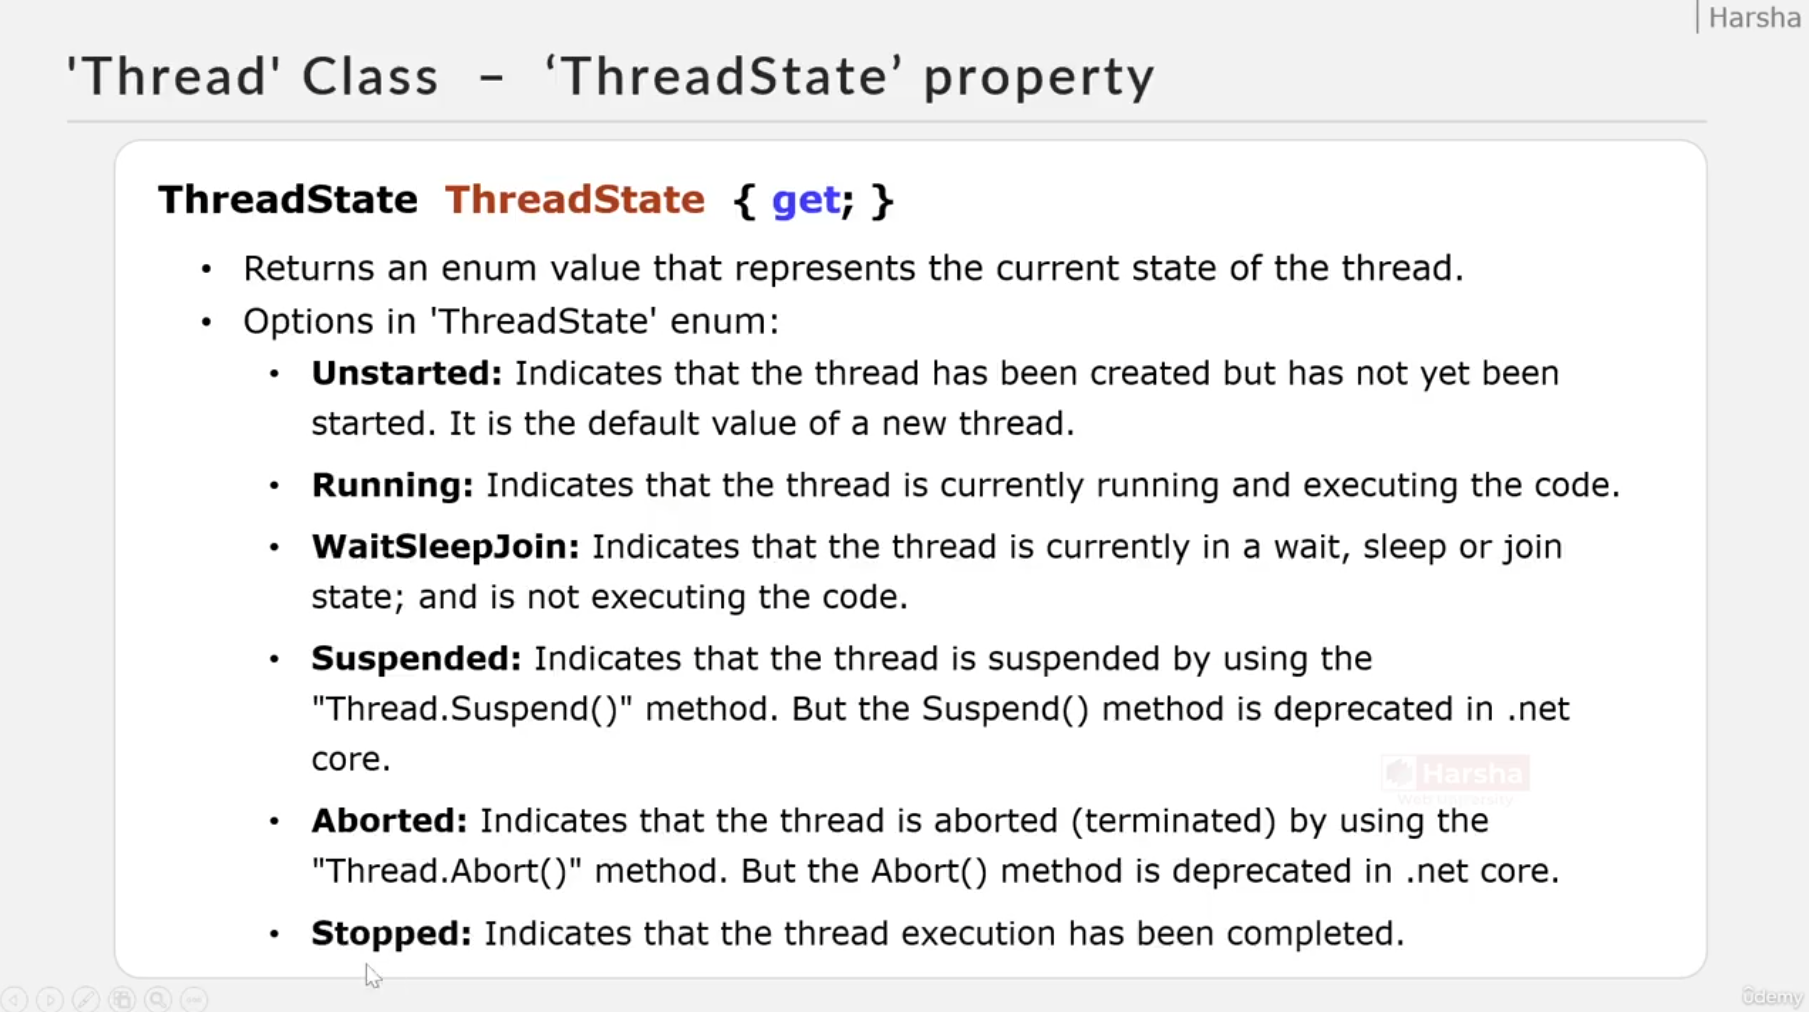 Harsha
'Thread' Class – ‘ThreadState’ property
ThreadState ThreadState { get; }
• Returns an enum value that represents the current state of the thread.
• Options in 'ThreadState' enum:
• Unstarted: Indicates that the thread has been created but has not yet been
started. It is the default value of a new thread.
• Running: Indicates that the thread is currently running and executing the code.
• WaitSleepJoin: Indicates that the thread is currently in a wait, sleep or join
state; and is not executing the code.
• Suspended: Indicates that the thread is suspended by using the
"Thread.Suspend()" method. But the Suspend() method is deprecated in .net
core.
Harsha
Web University
• Aborted: Indicates that the thread is aborted (terminated) by using the
"Thread.Abort()" method. But the Abort() method is deprecated in .net core.
• Stopped: Indicates that the thread execution has been completed.
ûdemy